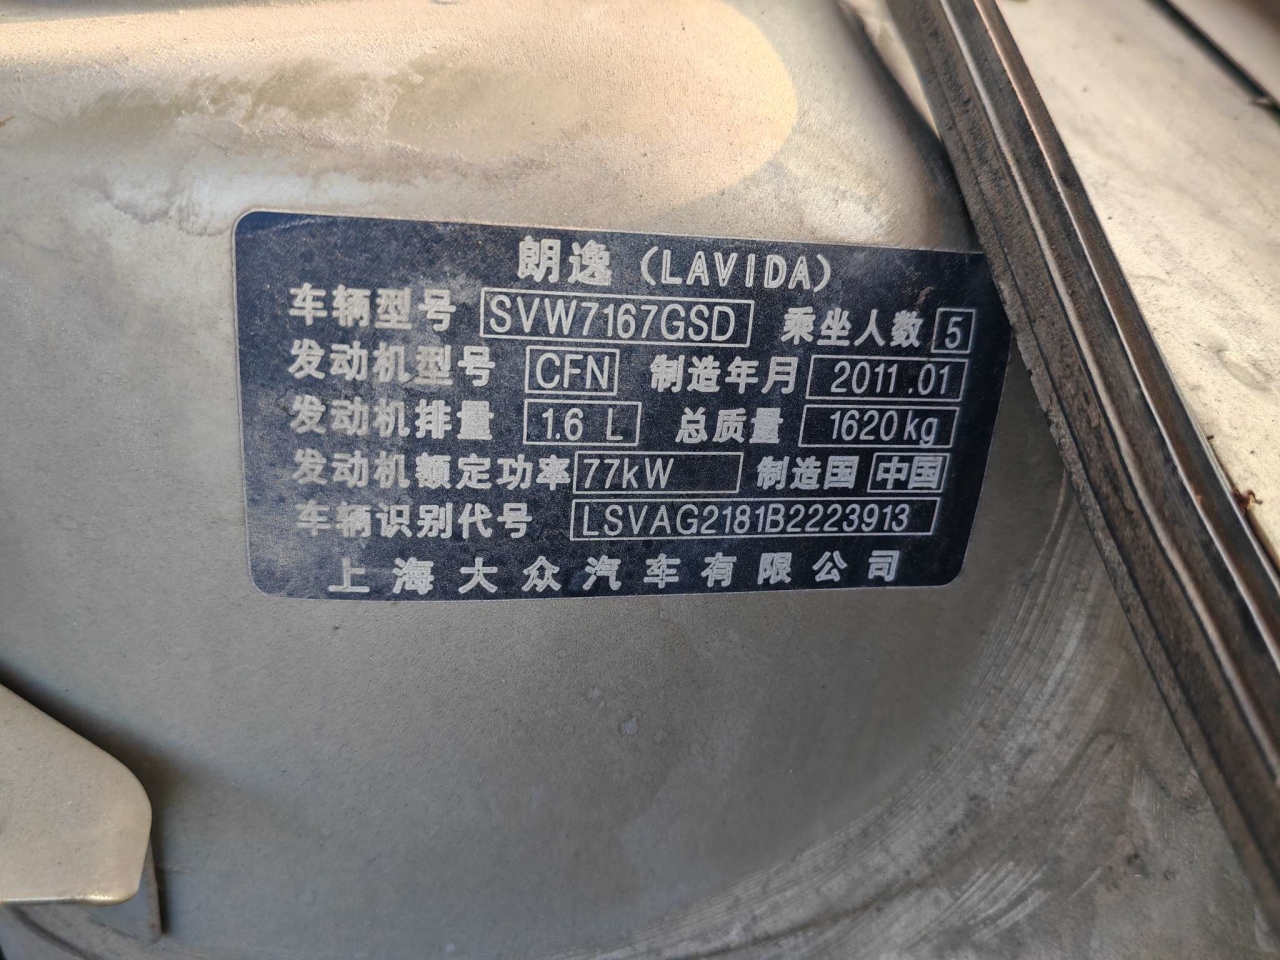 朗逸（LAVIDA）
车辆型号 SVW7167GSD 乘坐人数 5
发动机型号 CFN 制造年月 2011.01
发动机排量 1.6 L 总质量 1620kg
发动机额定功率 77kW 制造国 中国
车辆识别代号 LSVAG2181B2223913
上海大众汽车有限公司